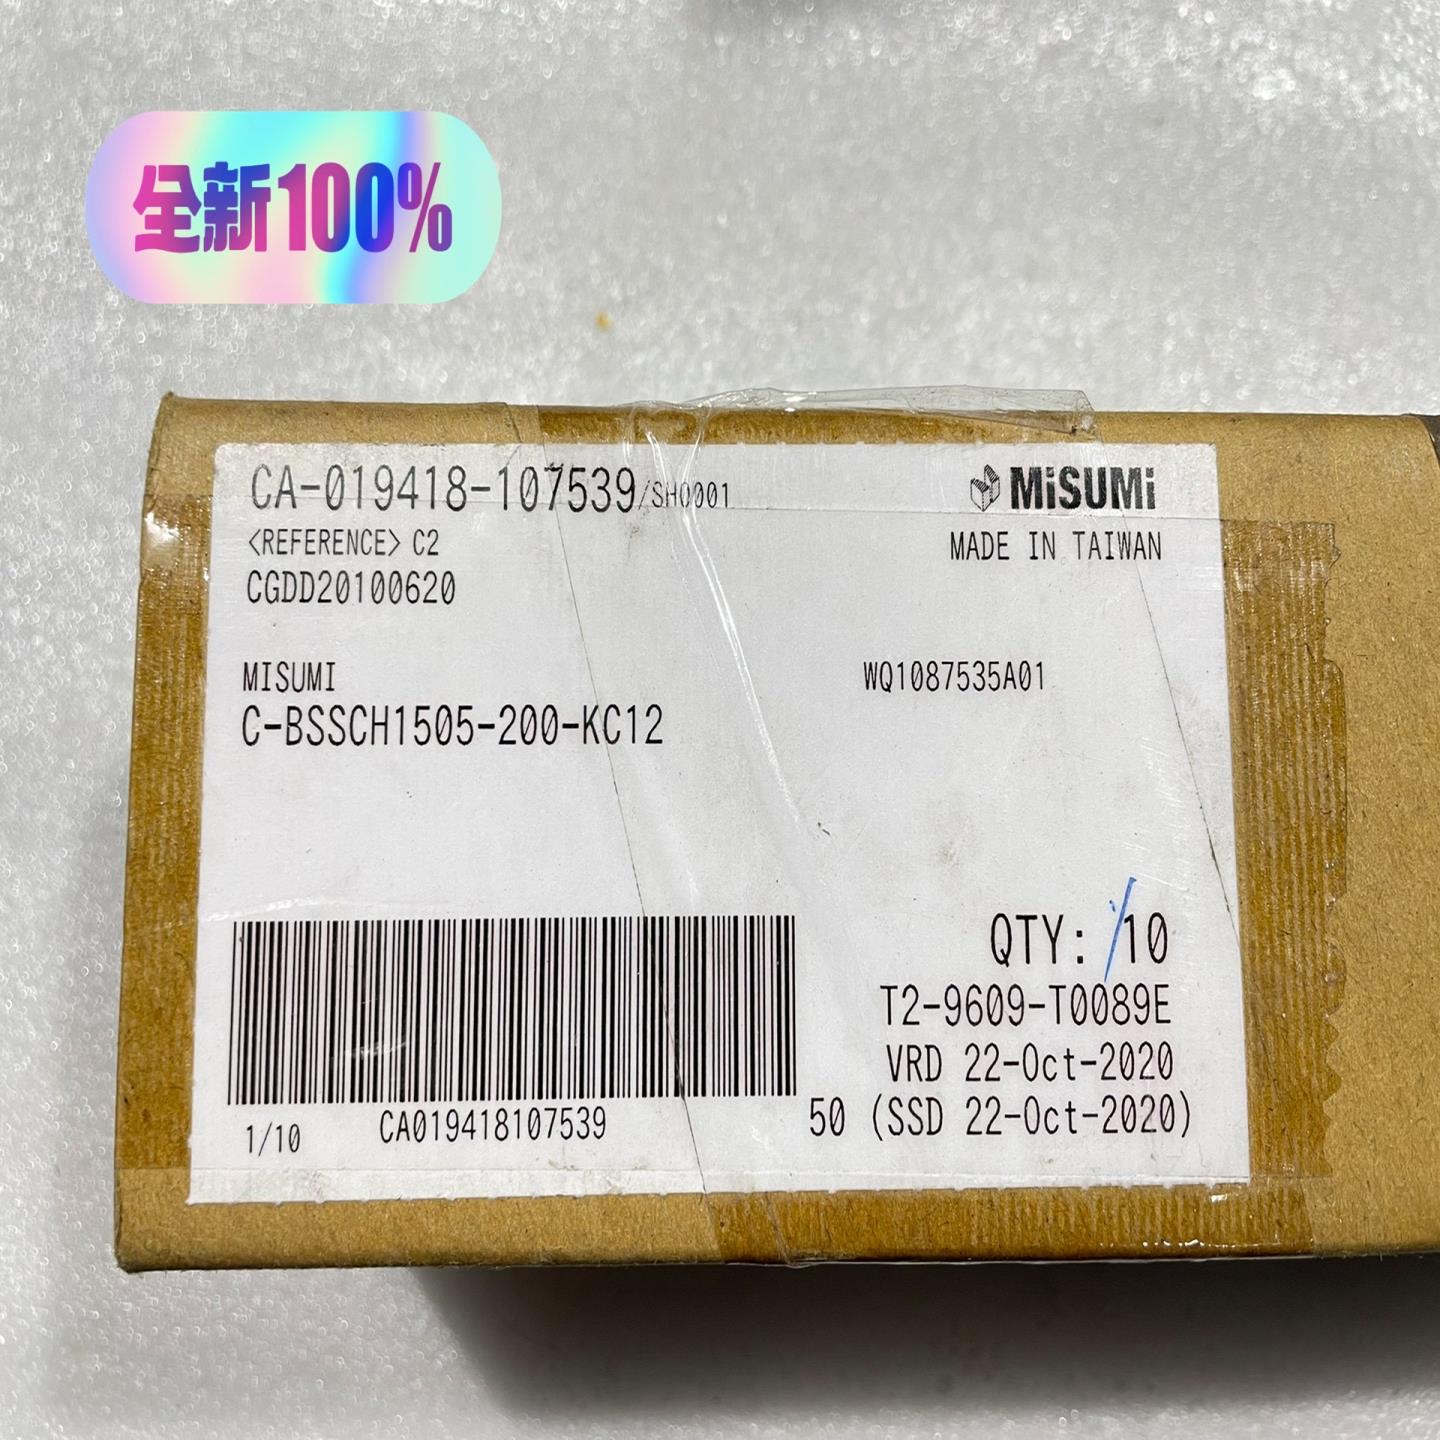 全新100%
CA-019418-107539/SH0001
MiSUMi
<REFERENCE> C2
MADE IN TAIWAN
CGDD20100620
MISUMI
WQ1087535A01
C-BSSCH1505-200-KC12
QTY: 10
T2-9609-T0089E
VRD 22-Oct-2020
50 (SSD 22-Oct-2020)
1/10
CA019418107539